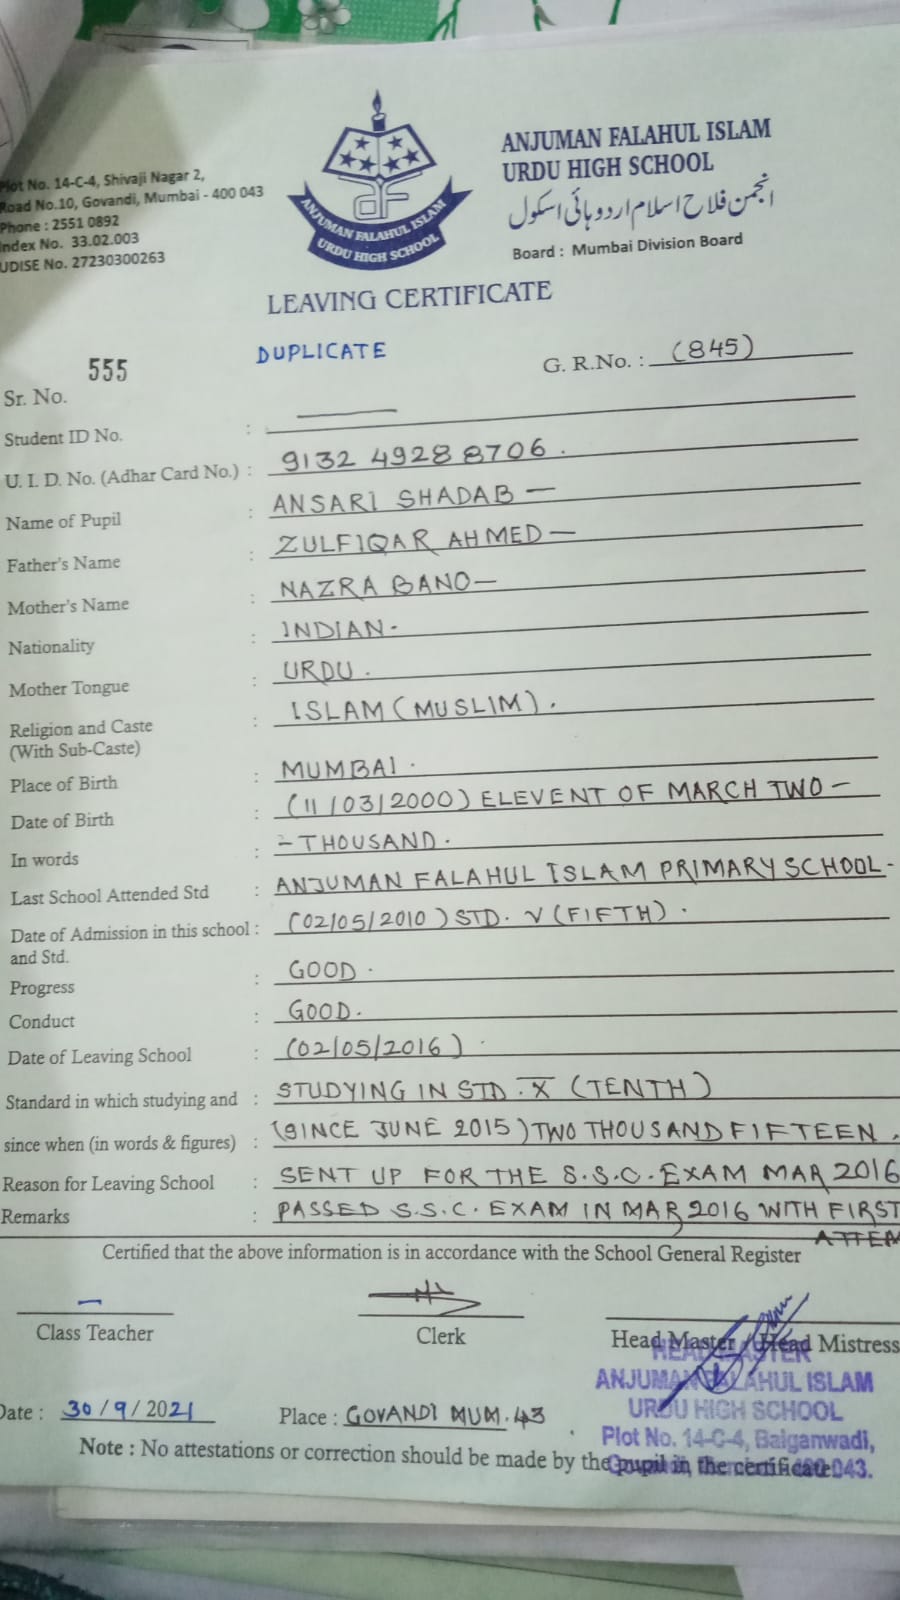 Plot No. 14-C-4, Shivaji Nagar 2,
Road No.10, Govandi, Mumbai - 400 043
Phone : 2551 0892
Index No. 33.02.003
UDISE No. 27230300263
ANJUMAN FALAHUL ISLAM
URDU HIGH SCHOOL
ANJUMAN FALAHUL ISLAM
URDU HIGH SCHOOL
انجمن فلاح اسلام اردو ہائی اسکول
Board : Mumbai Division Board
LEAVING CERTIFICATE
DUPLICATE
Sr. No. 555
G. R.No. : (845)
Student ID No. : —
U. I. D. No. (Adhar Card No.) : 9132 4928 8706.
Name of Pupil : ANSARI SHADAB —
Father's Name : ZULFIQAR AHMED —
Mother's Name : NAZRA BANO —
Nationality : INDIAN -
Mother Tongue : URDU.
Religion and Caste : ISLAM (MUSLIM).
(With Sub-Caste)
Place of Birth : MUMBAI.
Date of Birth : (11/03/2000) ELEVENT OF MARCH TWO -
In words : - THOUSAND.
Last School Attended Std : ANJUMAN FALAHUL ISLAM PRIMARY SCHOOL -
Date of Admission in this school : (02/05/2010) STD. V (FIFTH).
and Std.
Progress : GOOD.
Conduct : GOOD.
Date of Leaving School : (02/05/2016).
Standard in which studying and : STUDYING IN STD. X (TENTH)
since when (in words & figures) : (SINCE JUNE 2015) TWO THOUSAND FIFTEEN.
Reason for Leaving School : SENT UP FOR THE S.S.C. EXAM MAR 2016
Remarks : PASSED S.S.C. EXAM IN MAR 2016 WITH FIRST
ATTEM
Certified that the above information is in accordance with the School General Register
Class Teacher
Clerk
Head Master / Head Mistress
HEAD MASTER
ANJUMAN FALAHUL ISLAM
URDU HIGH SCHOOL
Plot No. 14-C-4, Baiganwadi,
Date : 30/9/2021
Place : GOVANDI MUM. 43
Note : No attestations or correction should be made by the pupil in the certificate
043.